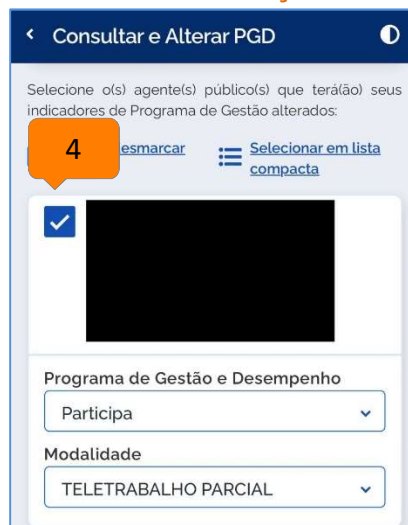 Consultar e Alterar PGD
Selecione o(s) agente(s) público(s) que terá(ão) seus
indicadores de Programa de Gestão alterados:
4
esmarcar
Selecionar em lista
compacta
Programa de Gestão e Desempenho
Participa
Modalidade
TELETRABALHO PARCIAL